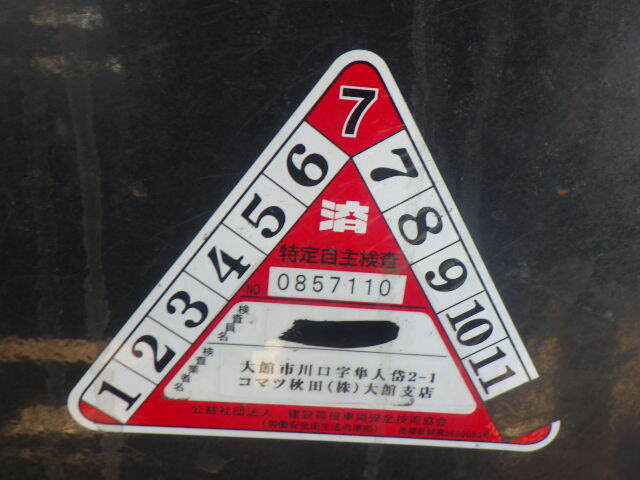 7
1 2 3 4 5 6 7 8 9 10 11
済
特定自主検査
NO 0857110
検査員名
検査業者名
大館市川口字隼人岱2-1
コマツ秋田(株)大館支店
公益社団法人 建設荷役車両安全技術協会